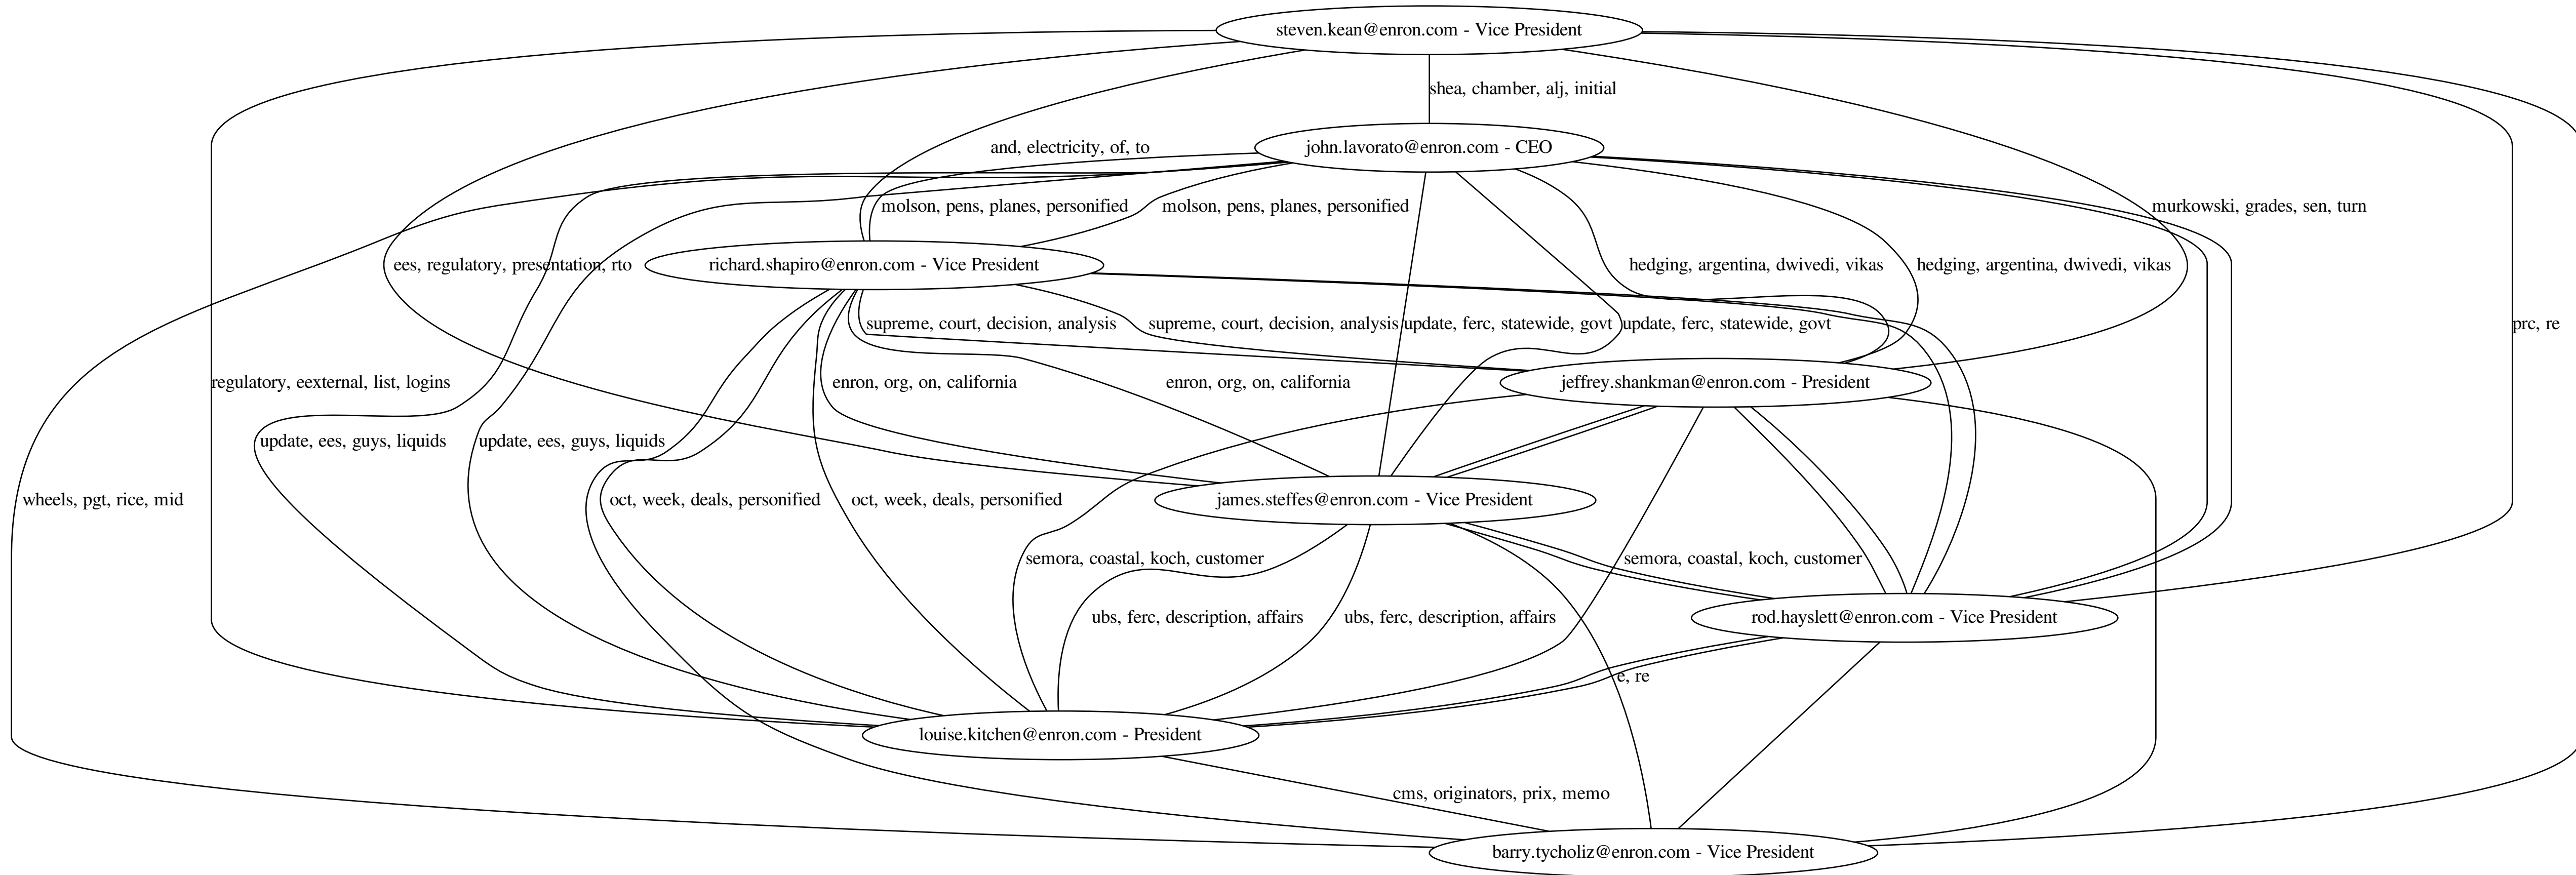 steven.kean@enron.com - Vice President
shea, chamber, alj, initial
and, electricity, of, to
john.lavorato@enron.com - CEO
molson, pens, planes, personified
molson, pens, planes, personified
murkowski, grades, sen, turn
ees, regulatory, presentation, rto
richard.shapiro@enron.com - Vice President
hedging, argentina, dwivedi, vikas
hedging, argentina, dwivedi, vikas
supreme, court, decision, analysis
supreme, court, decision, analysis
update, ferc, statewide, govt
update, ferc, statewide, govt
prc, re
regulatory, eexternal, list, logins
enron, org, on, california
enron, org, on, california
jeffrey.shankman@enron.com - President
update, ees, guys, liquids
update, ees, guys, liquids
wheels, pgt, rice, mid
oct, week, deals, personified
oct, week, deals, personified
james.steffes@enron.com - Vice President
semora, coastal, koch, customer
semora, coastal, koch, customer
ubs, ferc, description, affairs
ubs, ferc, description, affairs
rod.hayslett@enron.com - Vice President
e, re
louise.kitchen@enron.com - President
cms, originators, prix, memo
barry.tycholiz@enron.com - Vice President